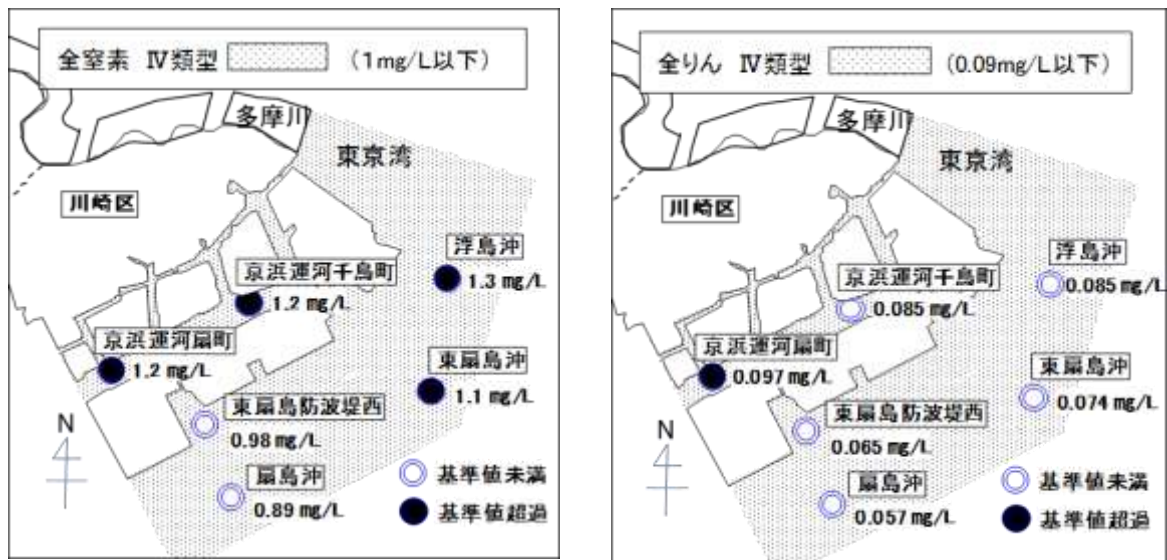 全窒素 Ⅳ類型 (1mg/L以下)
多摩川
東京湾
川崎区
浮島沖
1.3 mg/L
京浜運河千鳥町
1.2 mg/L
京浜運河扇町
1.2 mg/L
東扇島沖
1.1 mg/L
東扇島防波堤西
0.98 mg/L
扇島沖
0.89 mg/L
N
基準値未満
基準値超過
全りん Ⅳ類型 (0.09mg/L以下)
多摩川
東京湾
川崎区
浮島沖
0.085 mg/L
京浜運河千鳥町
0.085 mg/L
京浜運河扇町
0.097 mg/L
東扇島沖
0.074 mg/L
東扇島防波堤西
0.065 mg/L
扇島沖
0.057 mg/L
N
基準値未満
基準値超過